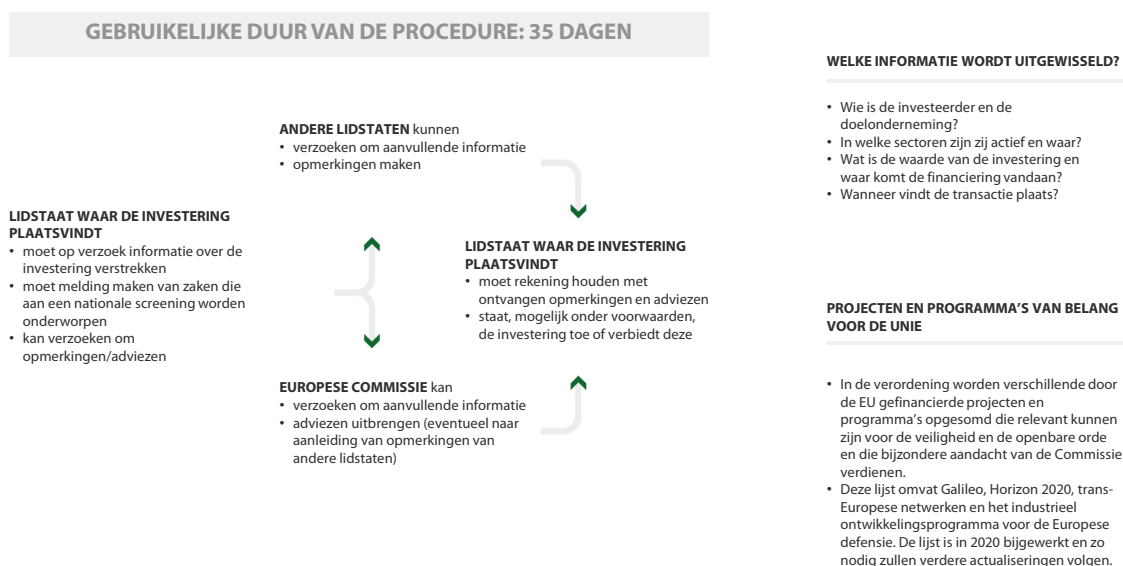 GEBRUIKELIJKE DUUR VAN DE PROCEDURE: 35 DAGEN
LIDSTAAT WAAR DE INVESTERING
PLAATSVINDT
• moet op verzoek informatie over de
investering verstrekken
• moet melding maken van zaken die
aan een nationale screening worden
onderworpen
• kan verzoeken om
opmerkingen/adviezen
ANDERE LIDSTATEN kunnen
• verzoeken om aanvullende informatie
• opmerkingen maken
EUROPESE COMMISSIE kan
• verzoeken om aanvullende informatie
• adviezen uitbrengen (eventueel naar
aanleiding van opmerkingen van
andere lidstaten)
LIDSTAAT WAAR DE INVESTERING
PLAATSVINDT
• moet rekening houden met
ontvangen opmerkingen en adviezen
• staat, mogelijk onder voorwaarden,
de investering toe of verbiedt deze
WELKE INFORMATIE WORDT UITGEWISSELD?
• Wie is de investeerder en de
doelonderneming?
• In welke sectoren zijn zij actief en waar?
• Wat is de waarde van de investering en
waar komt de financiering vandaan?
• Wanneer vindt de transactie plaats?
PROJECTEN EN PROGRAMMA'S VAN BELANG
VOOR DE UNIE
• In de verordening worden verschillende door
de EU gefinancierde projecten en
programma's opgesomd die relevant kunnen
zijn voor de veiligheid en de openbare orde
en die bijzondere aandacht van de Commissie
verdienen.
• Deze lijst omvat Galileo, Horizon 2020, trans-
Europese netwerken en het industrieel
ontwikkelingsprogramma voor de Europese
defensie. De lijst is in 2020 bijgewerkt en zo
nodig zullen verdere actualiseringen volgen.